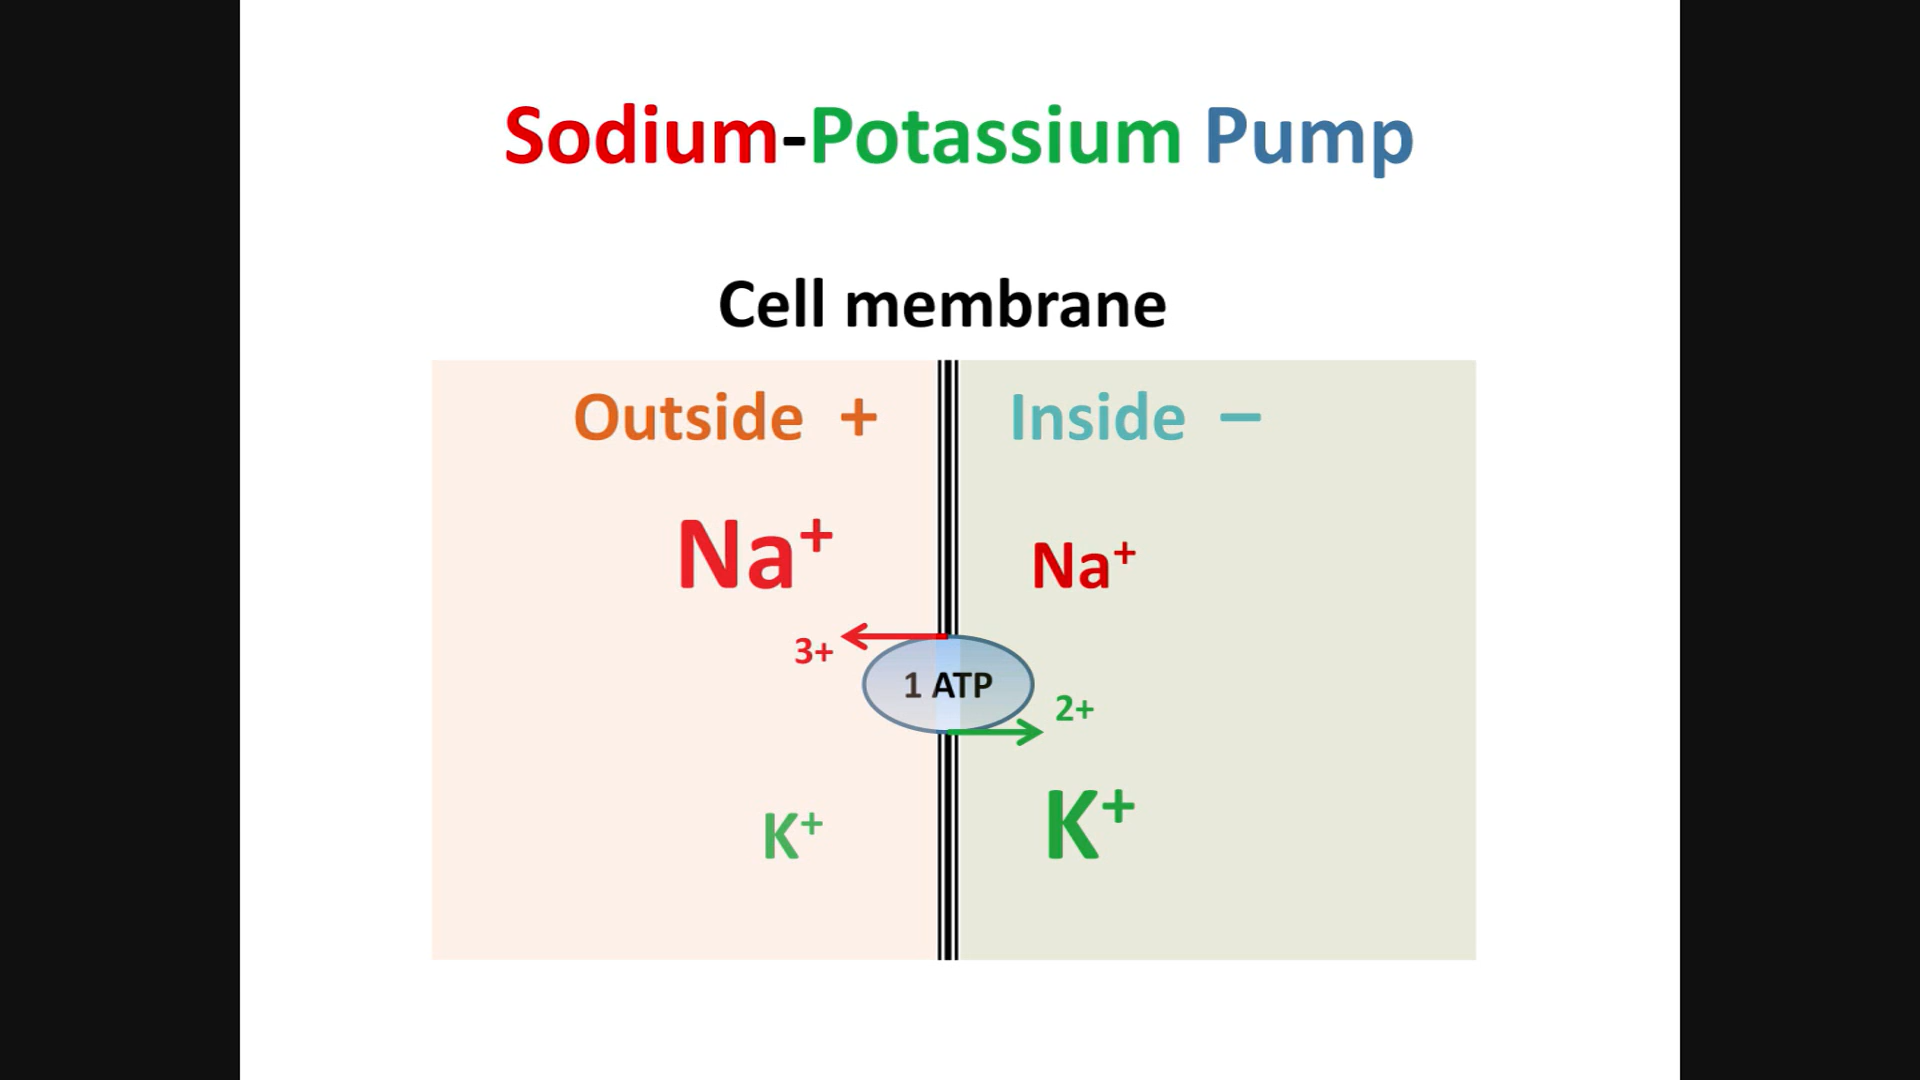 Sodium-Potassium Pump
Cell membrane
Outside +
Inside –
Na⁺
Na⁺
3+
1 ATP
2+
K⁺
K⁺